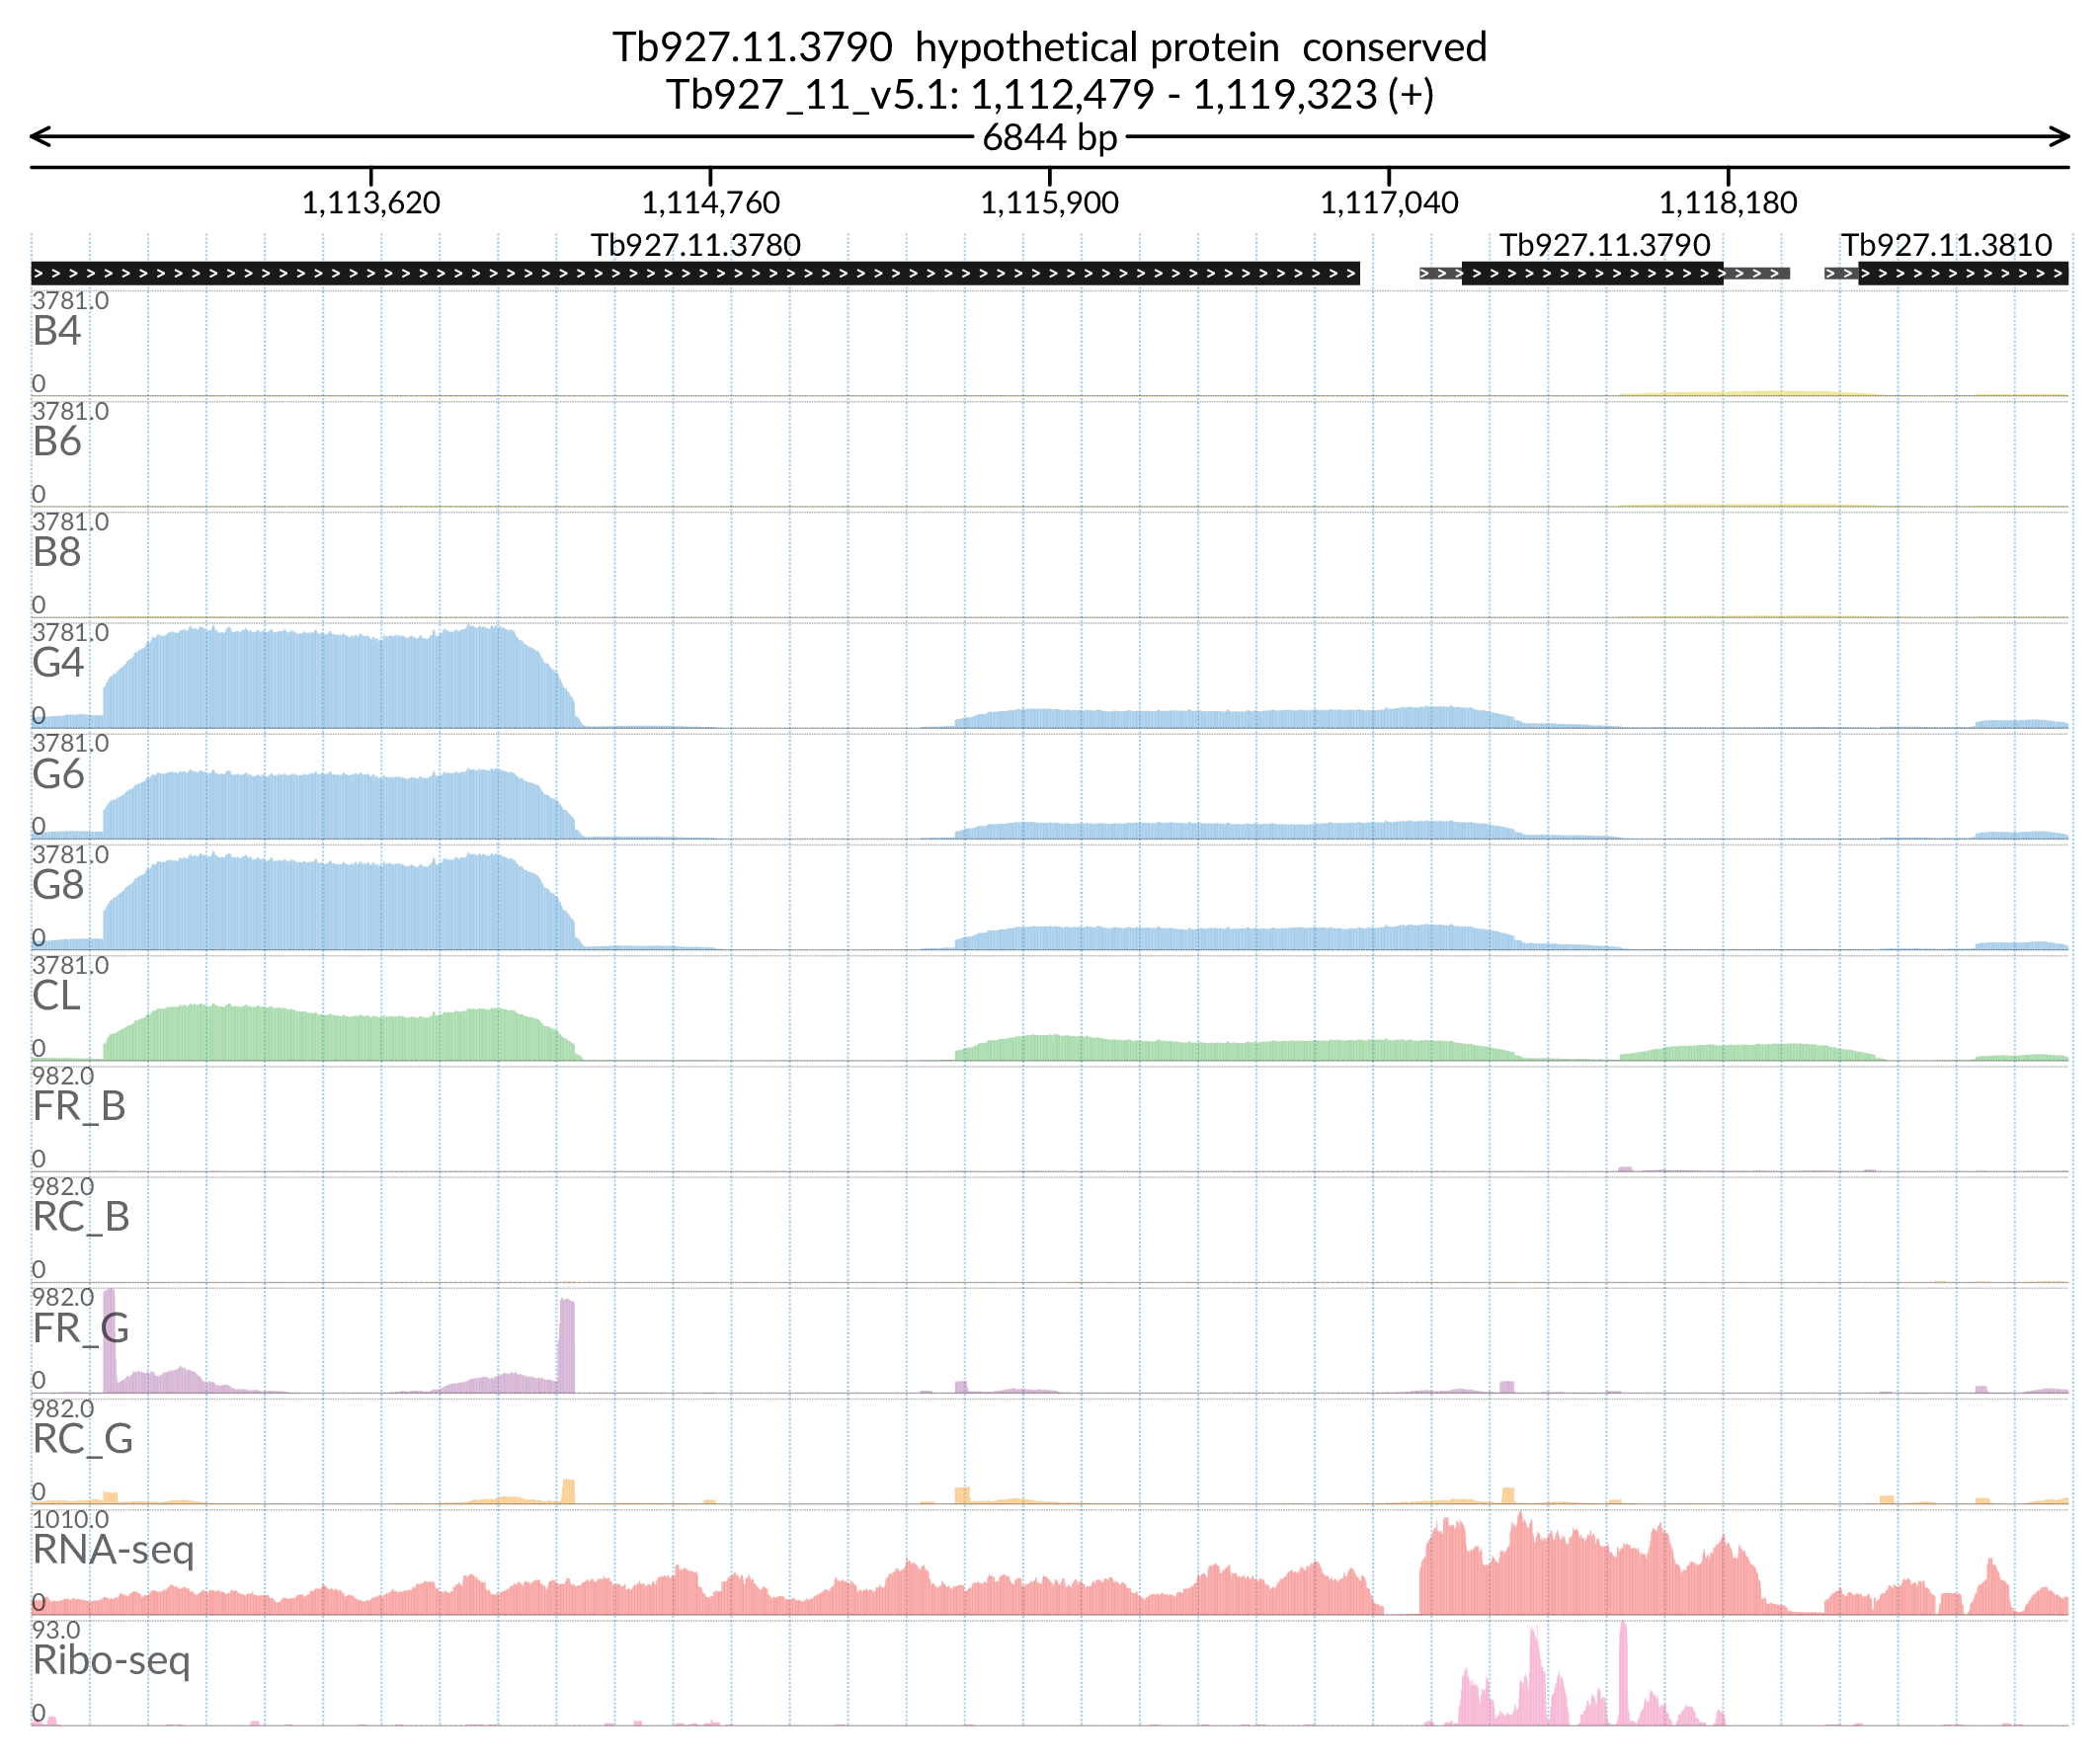 Tb927.11.3790 hypothetical protein conserved
Tb927_11_v5.1: 1,112,479 - 1,119,323 (+)
6844 bp
1,113,620 1,114,760 1,115,900 1,117,040 1,118,180
Tb927.11.3780 Tb927.11.3790 Tb927.11.3810
3781.0
B4
0
3781.0
B6
0
3781.0
B8
0
3781.0
G4
0
3781.0
G6
0
3781.0
G8
0
3781.0
CL
0
982.0
FR_B
0
982.0
RC_B
0
982.0
FR_G
0
982.0
RC_G
0
1010.0
RNA-seq
0
93.0
Ribo-seq
0